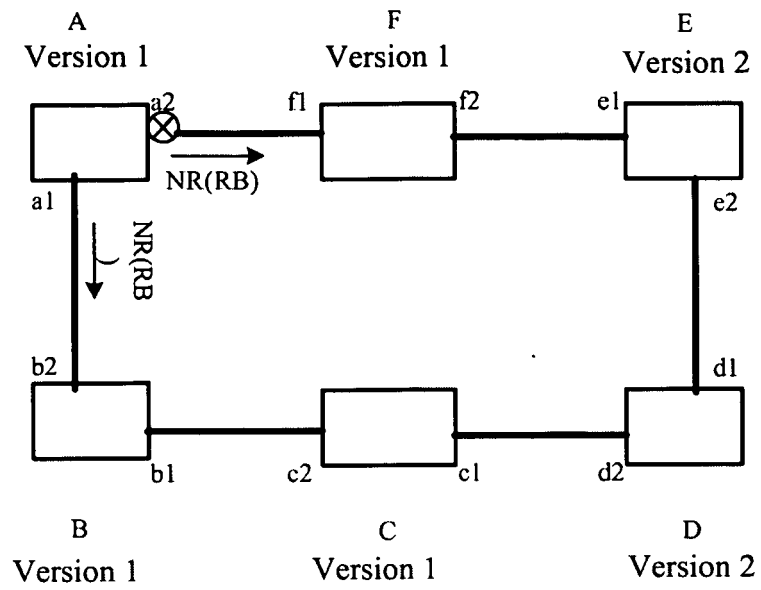 A
Version 1
F
Version 1
E
Version 2
a2
f1
f2
e1
NR(RB)
a1
e2
NR(RB
)
b2
d1
b1
c2
c1
d2
B
Version 1
C
Version 1
D
Version 2